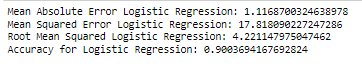 Mean Absolute Error Logistic Regression: 1.1168700324638978
Mean Squared Error Logistic Regression: 17.818090227247286
Root Mean Squared Logistic Regression: 4.221147975047462
Accuracy for Logistic Regression: 0.9003694167692824